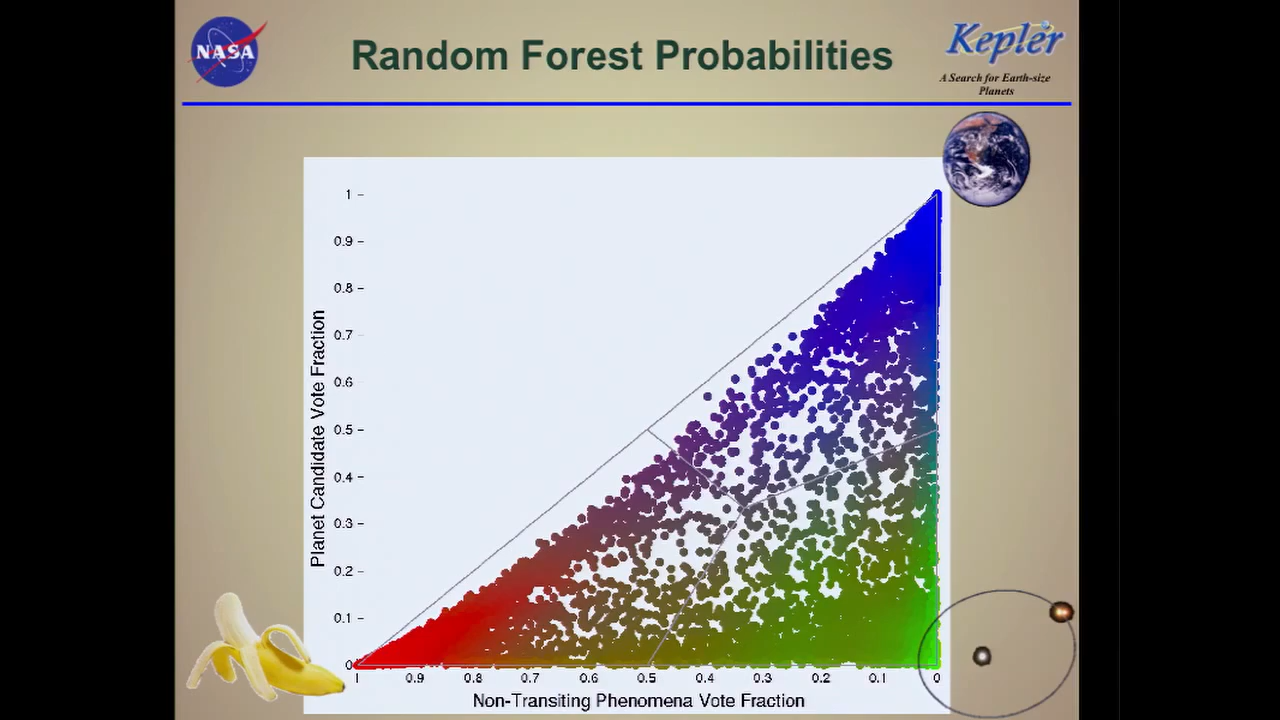 NASA
Random Forest Probabilities
Kepler
A Search for Earth-size
Planets
1
0.9
0.8
0.7
0.6
0.5
0.4
0.3
0.2
0.1
0
Planet Candidate Vote Fraction
1 0.9 0.8 0.7 0.6 0.5 0.4 0.3 0.2 0.1 0
Non-Transiting Phenomena Vote Fraction